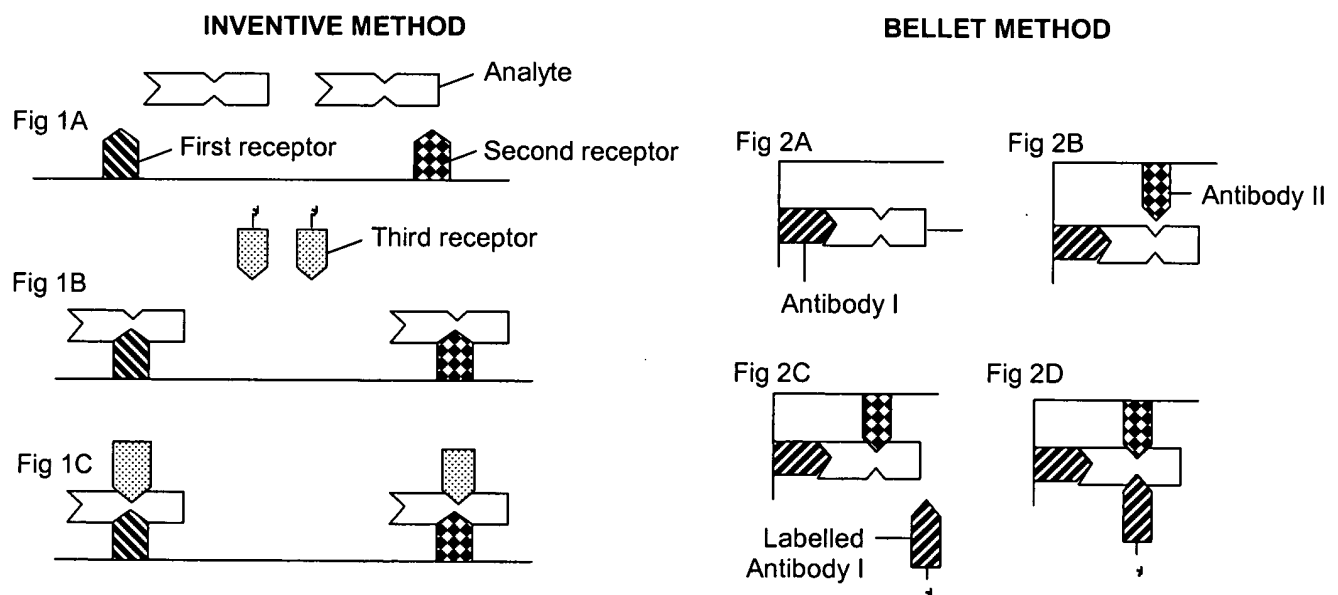 INVENTIVE METHOD
Analyte
Fig 1A
First receptor
Second receptor
Third receptor
Fig 1B
Fig 1C
BELLET METHOD
Fig 2A
Fig 2B
Antibody II
Antibody I
Fig 2C
Fig 2D
Labelled
Antibody I